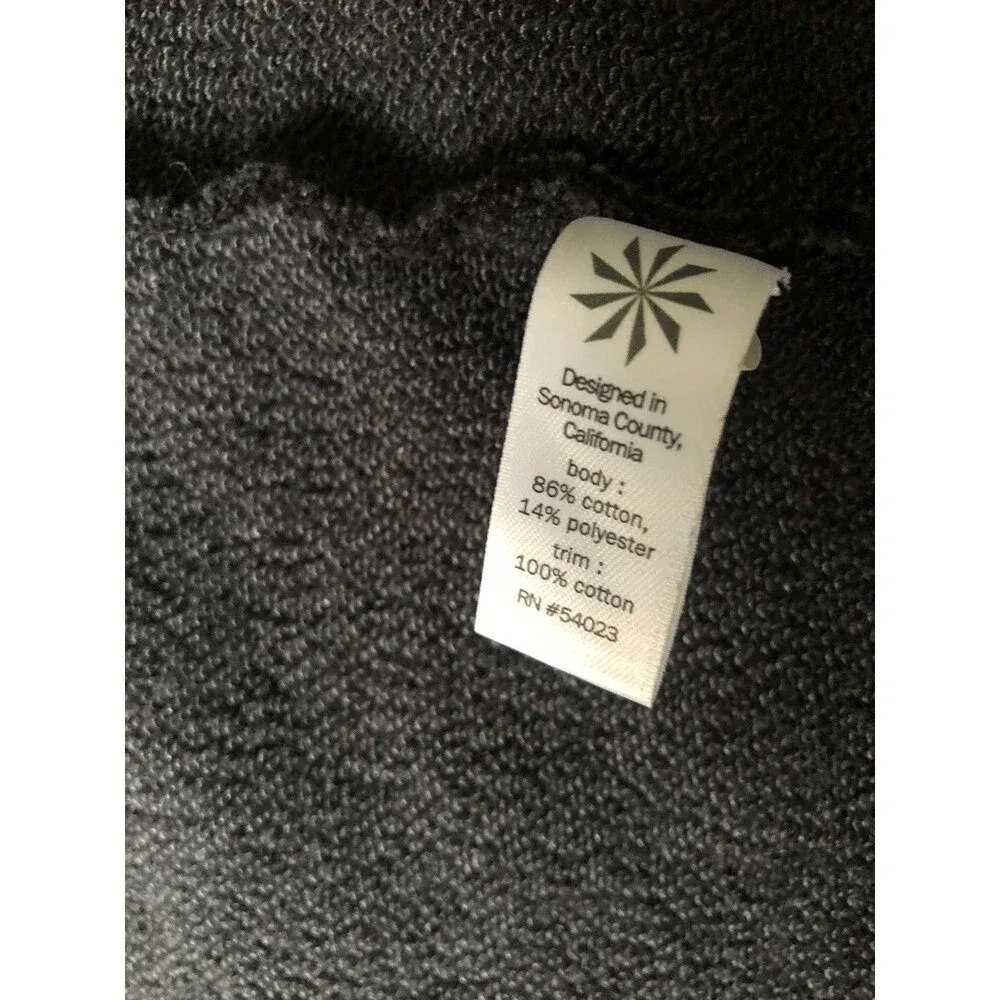 Designed in
Sonoma County,
California
body :
86% cotton,
14% polyester
trim :
100% cotton
RN #54023